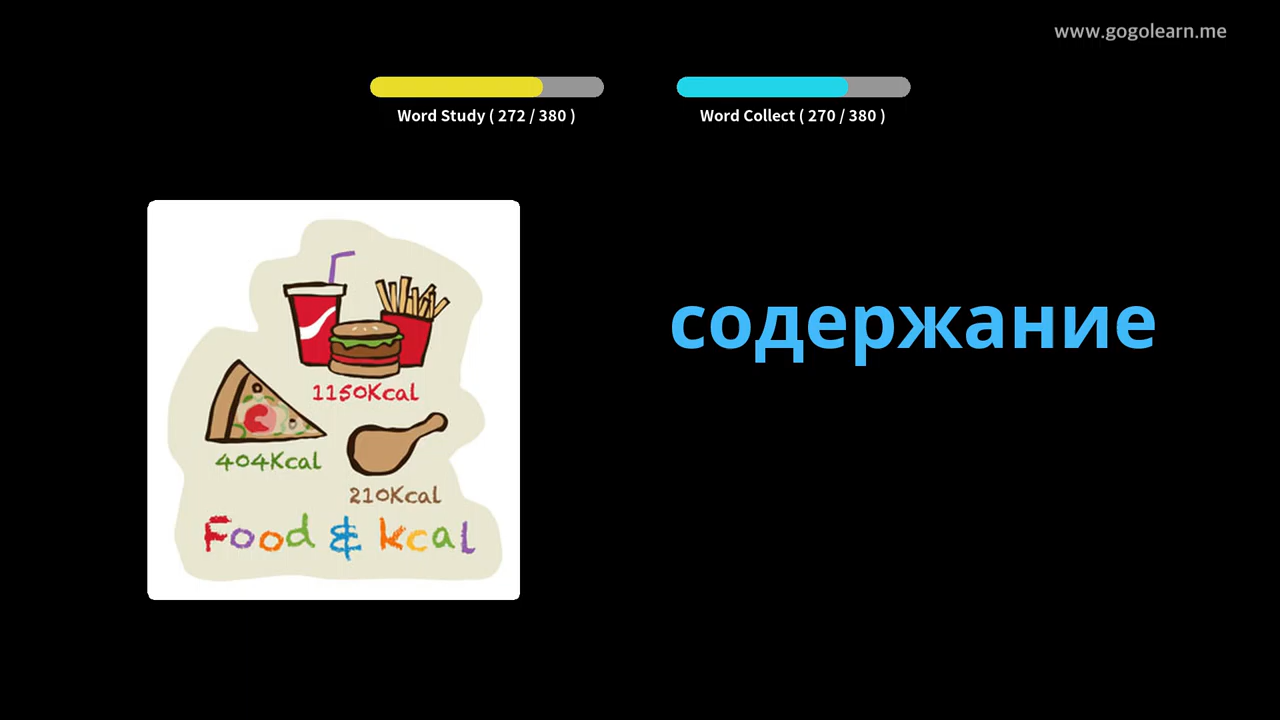 www.gogolearn.me
Word Study ( 272 / 380 )
Word Collect ( 270 / 380 )
содержание
1150Kcal
404Kcal
210Kcal
Food & kcal